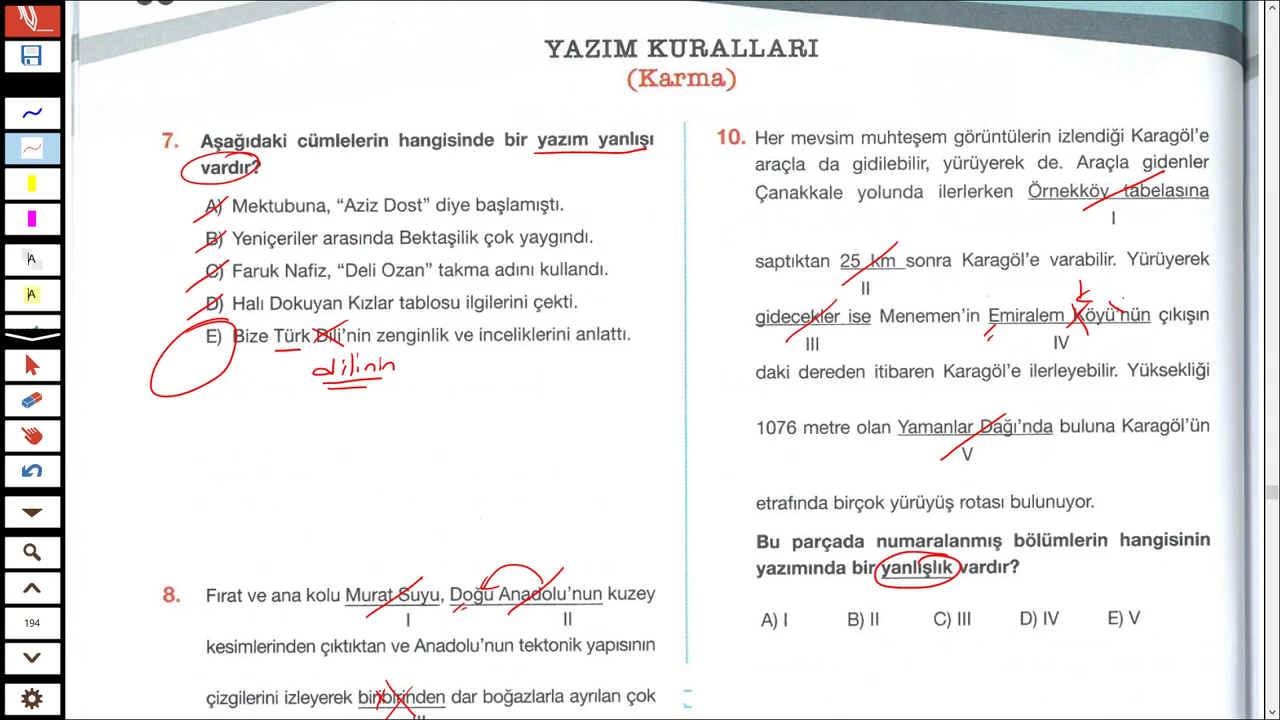 YAZIM KURALLARI
(Karma)
7. Aşağıdaki cümlelerin hangisinde bir yazım yanlışı
vardır?
A) Mektubuna, “Aziz Dost” diye başlamıştı.
B) Yeniçeriler arasında Bektaşilik çok yaygındı.
C) Faruk Nafiz, “Deli Ozan” takma adını kullandı.
D) Halı Dokuyan Kızlar tablosu ilgilerini çekti.
E) Bize Türk Dili’nin zenginlik ve inceliklerini anlattı.
dilinin
8. Fırat ve ana kolu Murat Suyu, Doğu Anadolu’nun kuzey
I II
kesimlerinden çıktıktan ve Anadolu’nun tektonik yapısının
çizgilerini izleyerek binbirinden dar boğazlarla ayrılan çok
III
10. Her mevsim muhteşem görüntülerin izlendiği Karagöl’e
araçla da gidilebilir, yürüyerek de. Araçla gidenler
Çanakkale yolunda ilerlerken Örnekköy tabelasına
I
saptıktan 25 km sonra Karagöl’e varabilir. Yürüyerek
II
k
gidecekler ise Menemen’in Emiralem Köyü’nün çıkışın
III IV
daki dereden itibaren Karagöl’e ilerleyebilir. Yüksekliği
1076 metre olan Yamanlar Dağı’nda buluna Karagöl’ün
V
etrafında birçok yürüyüş rotası bulunuyor.
Bu parçada numaralanmış bölümlerin hangisinin
yazımında bir yanlışlık vardır?
A) I B) II C) III D) IV E) V
A
A
194